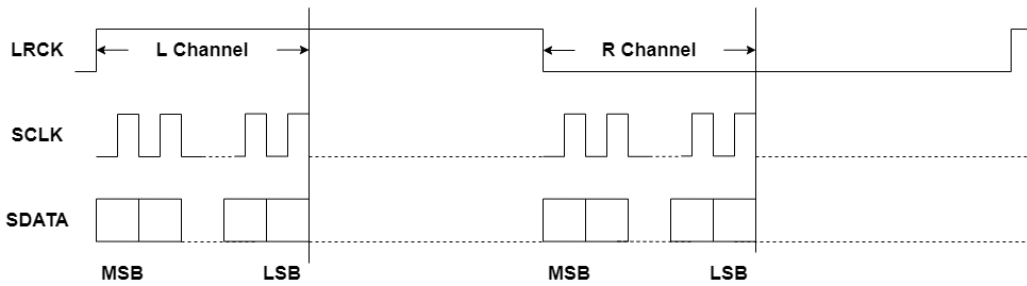 LRCK L Channel R Channel
SCLK
SDATA
MSB LSB MSB LSB